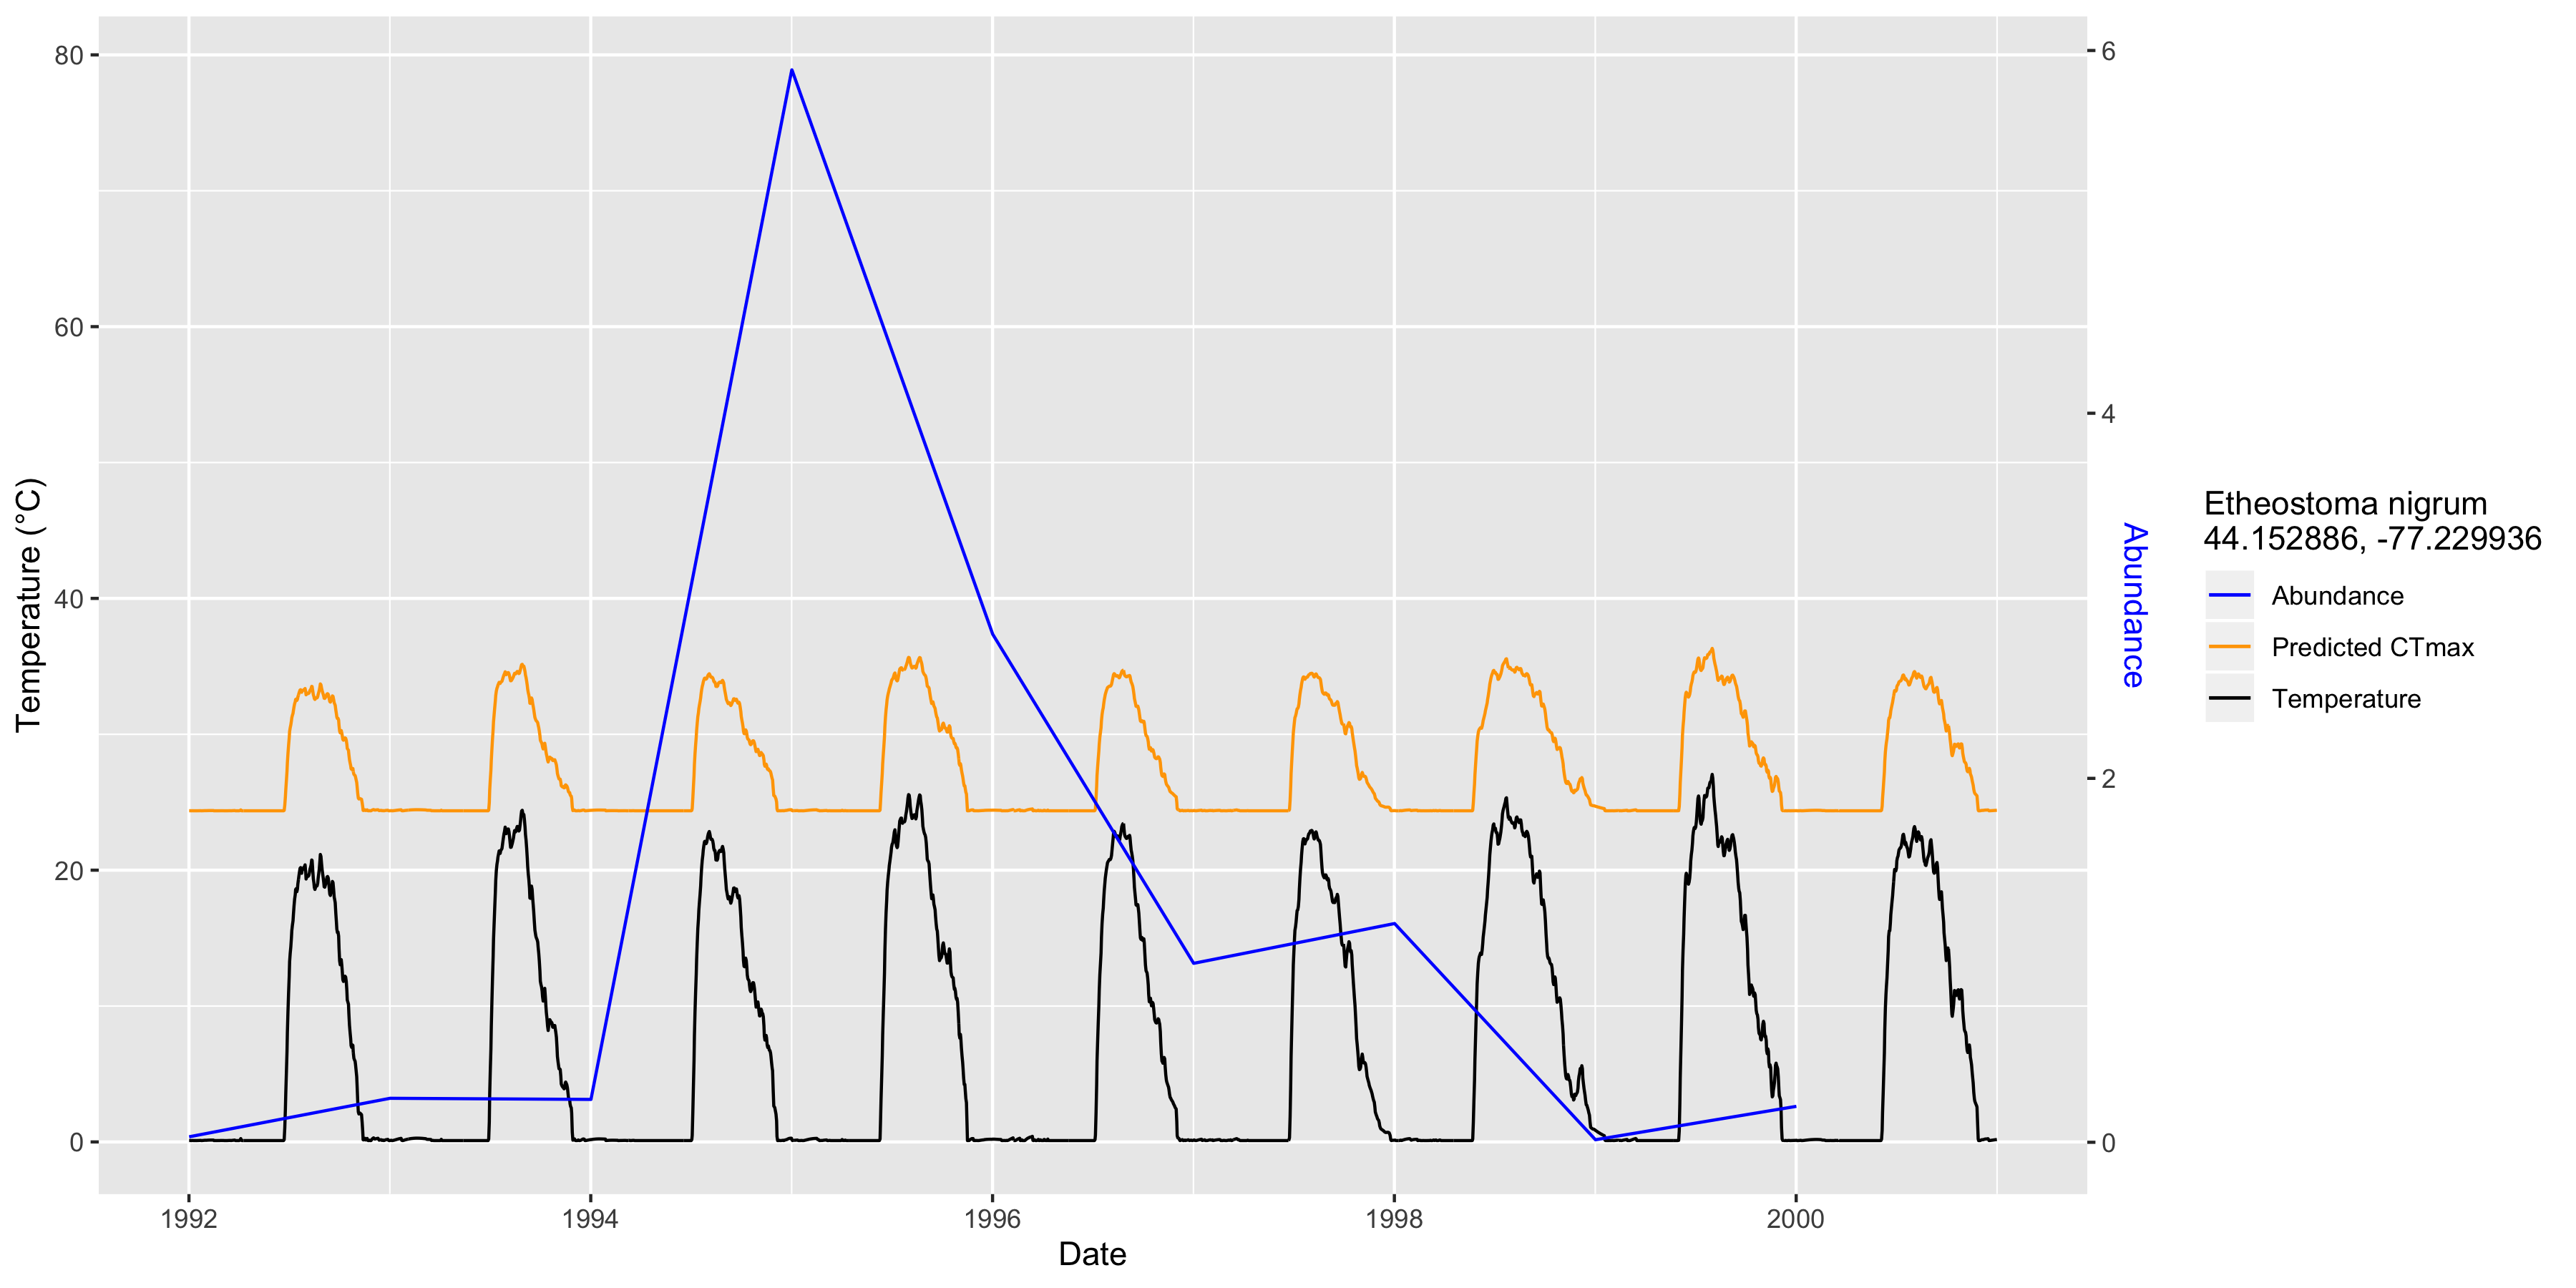 80
60
40
20
0
Temperature (°C)
1992
1994
1996
1998
2000
Date
6
4
2
0
Abundance
Etheostoma nigrum
44.152886, -77.229936
Abundance
Predicted CTmax
Temperature